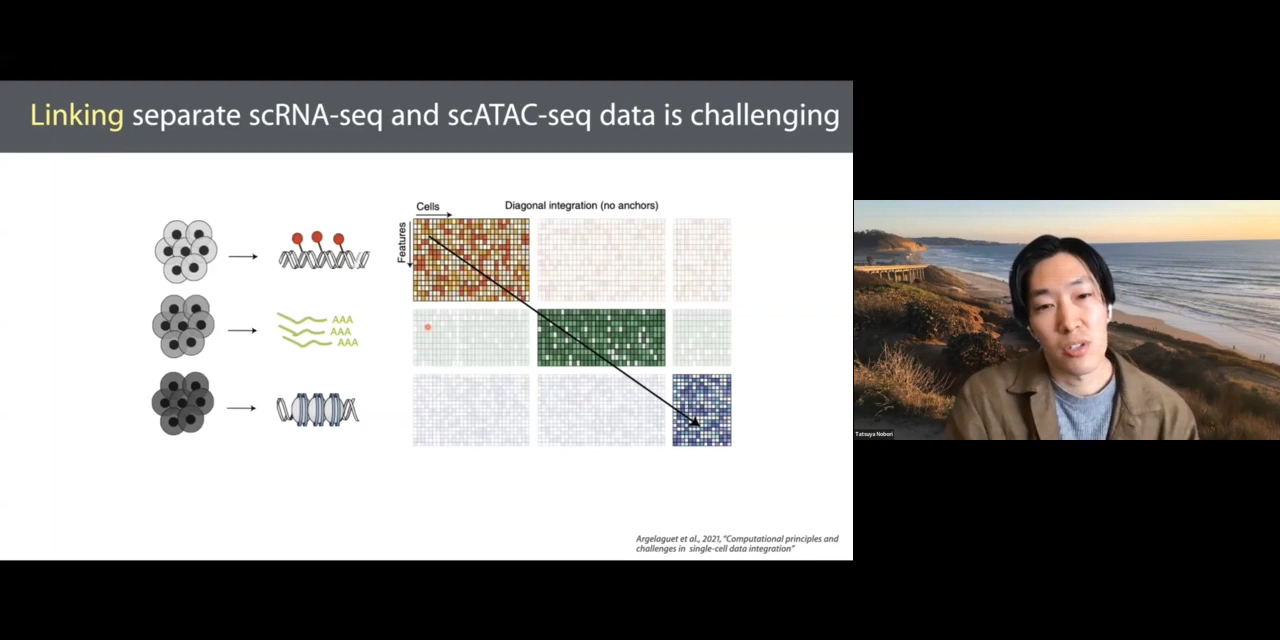 Linking separate scRNA-seq and scATAC-seq data is challenging
Cells
Diagonal integration (no anchors)
Features
AAA
AAA
AAA
Argelaguet et al., 2021, “Computational principles and
challenges in single-cell data integration”
Tatsuya Nobori